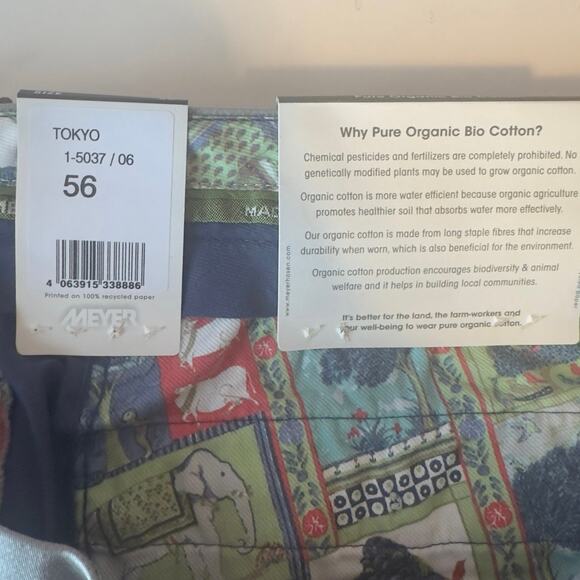 TOKYO
1-5037 / 06
56
4 063915 338886
Printed on 100% recycled paper
MEYER
MAD
Why Pure Organic Bio Cotton?
Chemical pesticides and fertilizers are completely prohibited. No
genetically modified plants may be used to grow organic cotton.
Organic cotton is more water efficient because organic agriculture
promotes healthier soil that absorbs water more effectively.
Our organic cotton is made from long staple fibres that increase
durability when worn, which is also beneficial for the environment.
Organic cotton production encourages biodiversity & animal
welfare and it helps in building local communities.
It's better for the land, the farm-workers and
your well-being to wear pure organic cotton.
www.meyerhosen.com